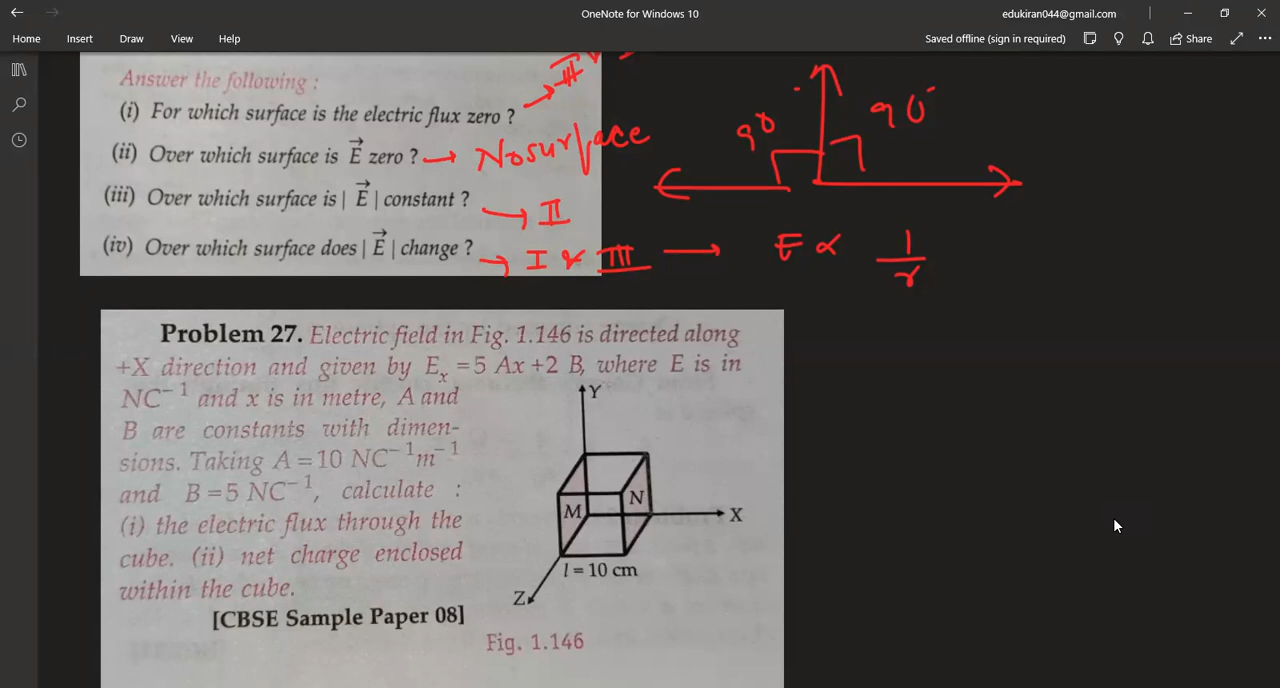 OneNote for Windows 10
edukiran044@gmail.com
Home Insert Draw View Help
Saved offline (sign in required) Share
Answer the following :
(i) For which surface is the electric flux zero ? → III
(ii) Over which surface is E⃗ zero ? → No surface
(iii) Over which surface is | E⃗ | constant ? → II
(iv) Over which surface does | E⃗ | change ? → I & III → E ∝ 1/r
90°
90°
Problem 27. Electric field in Fig. 1.146 is directed along
+X direction and given by Eₓ = 5 Ax + 2 B, where E is in
NC⁻¹ and x is in metre, A and
B are constants with dimen-
sions. Taking A = 10 NC⁻¹m⁻¹
and B = 5 NC⁻¹, calculate :
(i) the electric flux through the
cube. (ii) net charge enclosed
within the cube.
[CBSE Sample Paper 08]
Y
M N
X
l = 10 cm
Z
Fig. 1.146